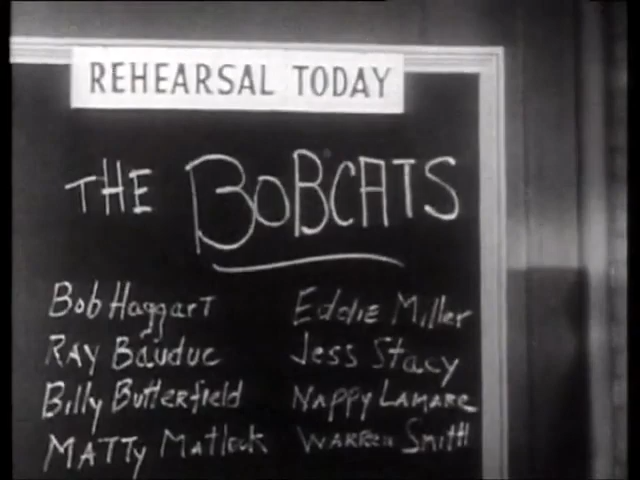 REHEARSAL TODAY
THE BOBCATS
Bob Haggart
Ray Bauduc
Billy Butterfield
Matty Matlock
Eddie Miller
Jess Stacy
Nappy Lamare
Warren Smith